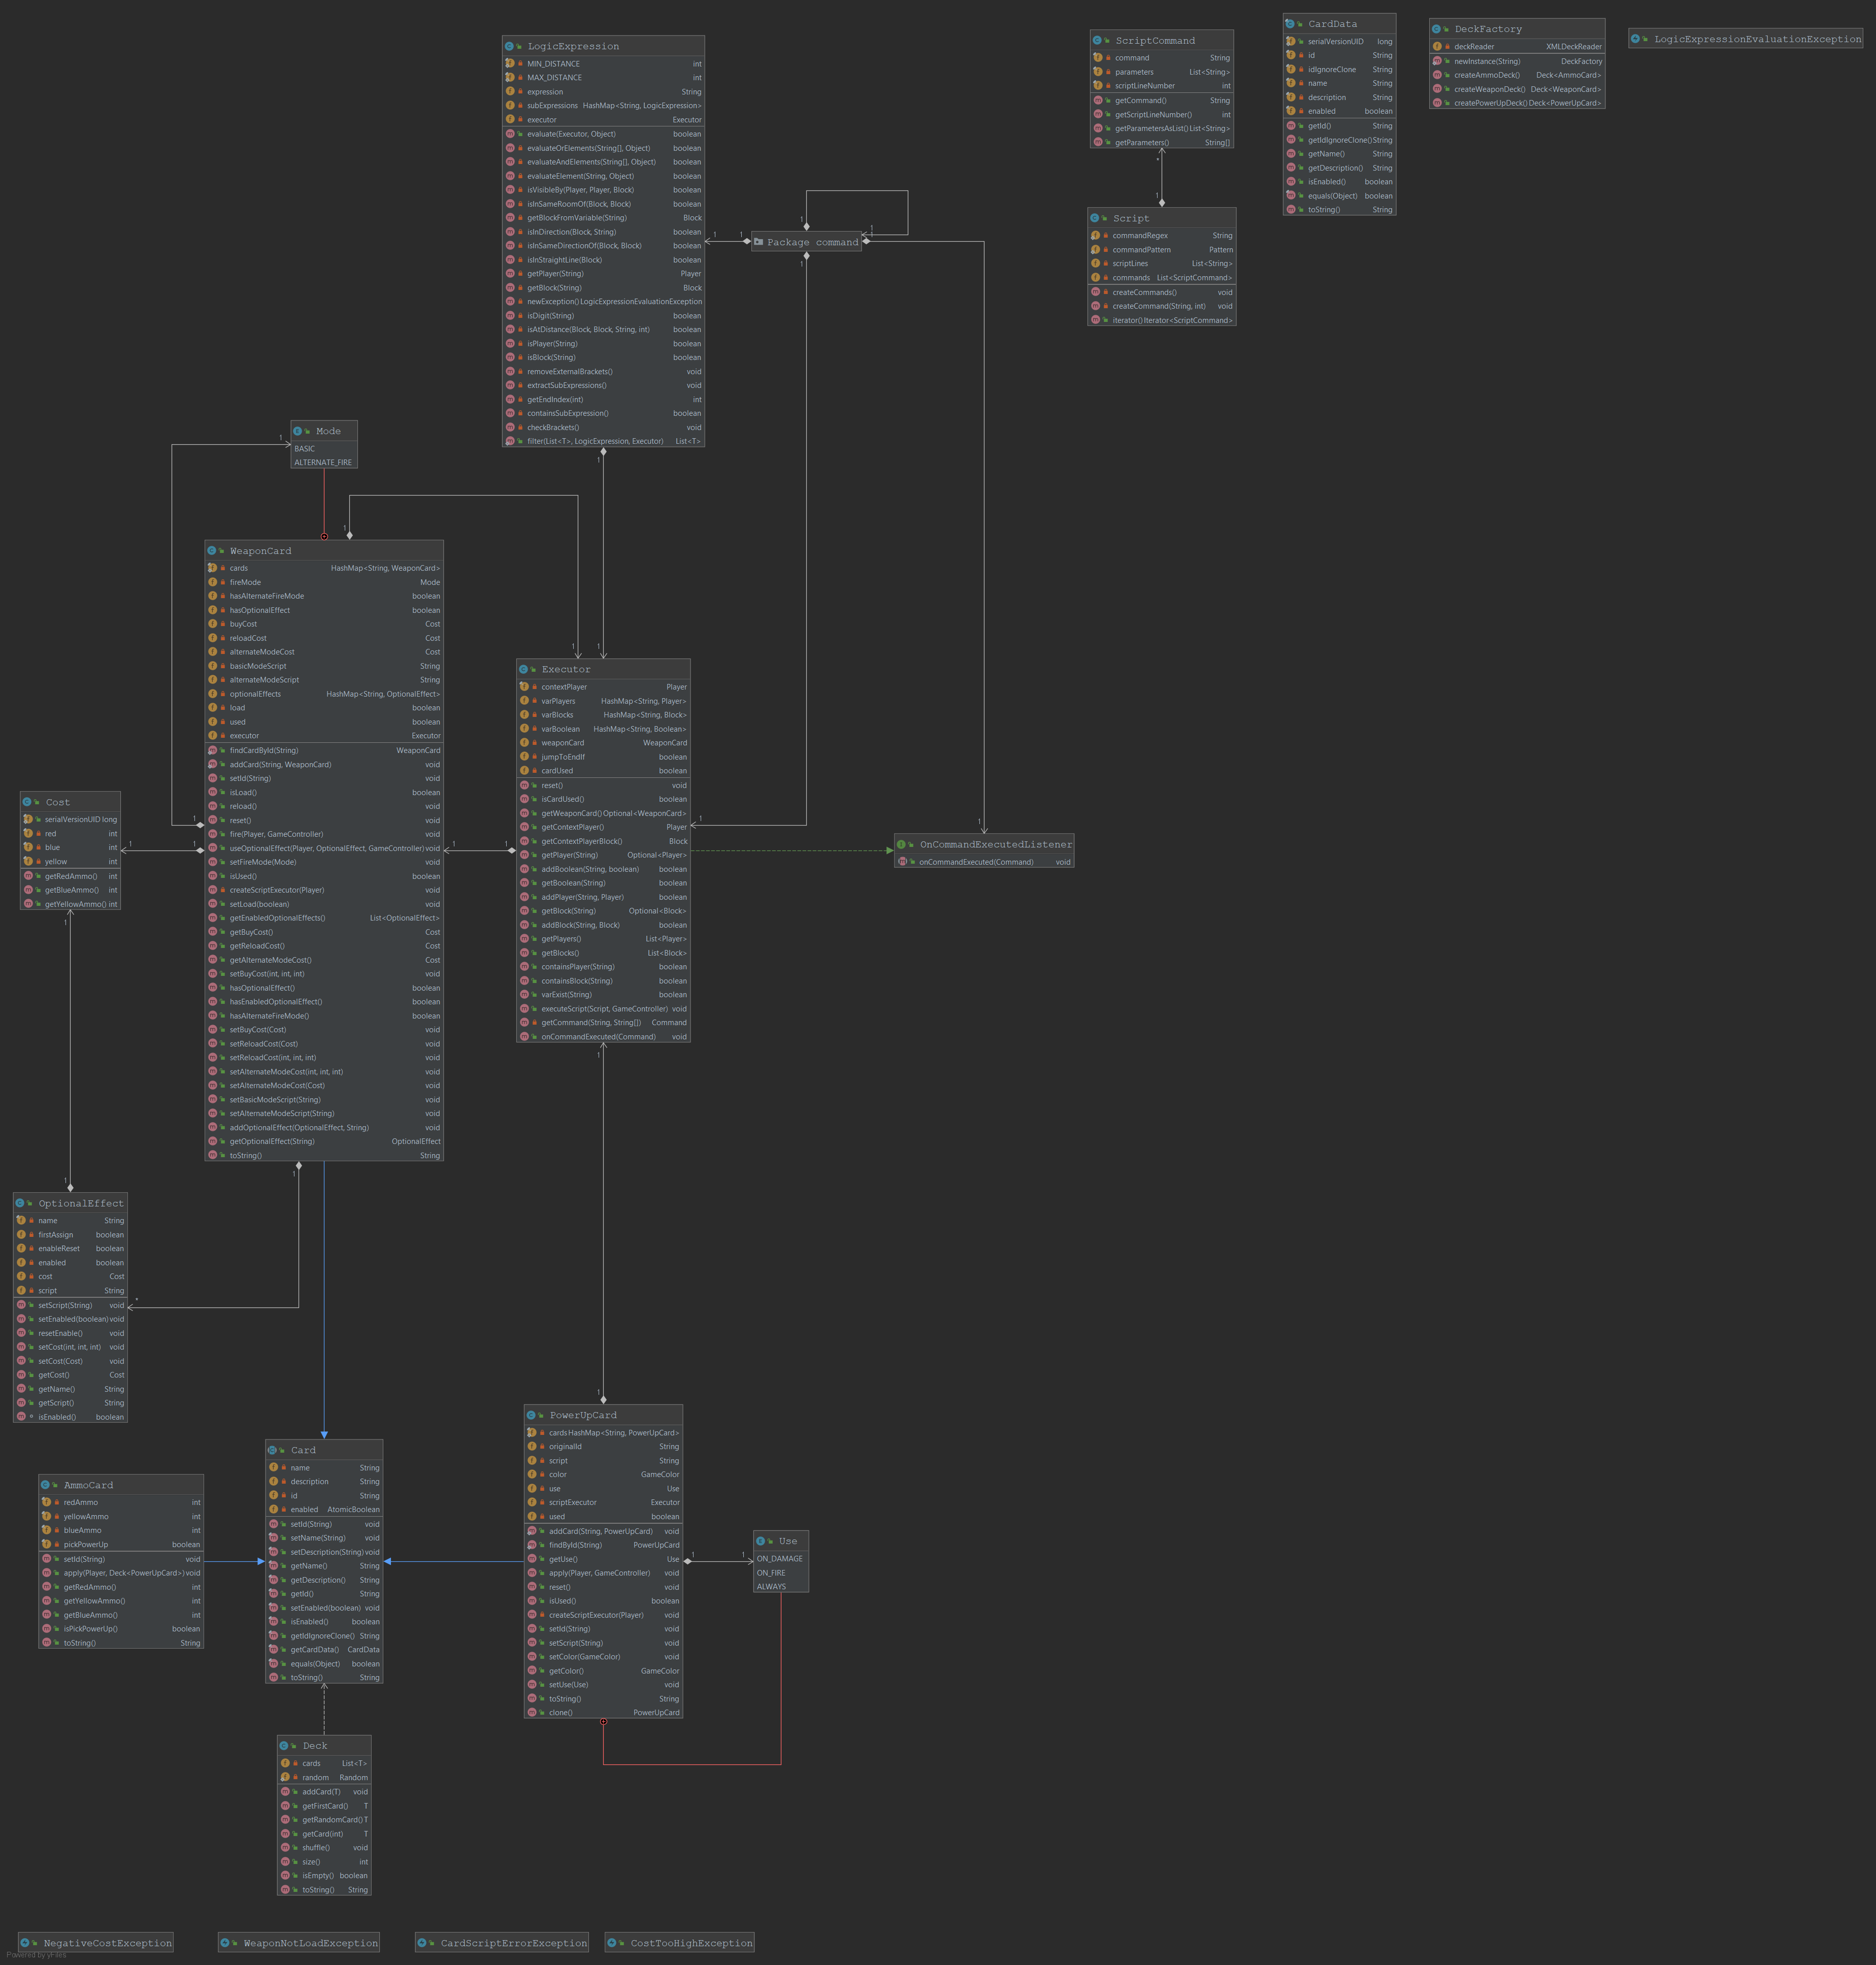 LogicExpression
MIN_DISTANCE int
MAX_DISTANCE int
expression String
subExpressions HashMap<String, LogicExpression>
executor Executor
evaluate(Executor, Object) boolean
evaluateOrElements(String[], Object) boolean
evaluateAndElements(String[], Object) boolean
evaluateElement(String, Object) boolean
isVisibleBy(Player, Player, Block) boolean
isInSameRoomOf(Block, Block) boolean
getBlockFromVariable(String) Block
isInDirection(Block, String) boolean
isInSameDirectionOf(Block, Block) boolean
isInStraightLine(Block) boolean
getPlayer(String) Player
getBlock(String) Block
newException() LogicExpressionEvaluationException
isDigit(String) boolean
isAtDistance(Block, Block, String, int) boolean
isPlayer(String) boolean
isBlock(String) boolean
removeExternalBrackets() void
extractSubExpressions() void
getEndIndex(int) int
containsSubExpression() boolean
checkBrackets() void
filter(List<T>, LogicExpression, Executor) List<T>
ScriptCommand
command String
parameters List<String>
scriptLineNumber int
getCommand() String
getScriptLineNumber() int
getParametersAsList() List<String>
getParameters() String[]
* 
1
Script
commandRegex String
commandPattern Pattern
scriptLines List<String>
commands List<ScriptCommand>
createCommands() void
createCommand(String, int) void
iterator() Iterator<ScriptCommand>
CardData
serialVersionUID long
id String
idIgnoreClone String
name String
description String
enabled boolean
getId() String
getIdIgnoreClone() String
getName() String
getDescription() String
isEnabled() boolean
equals(Object) boolean
toString() String
DeckFactory
deckReader XMLDeckReader
newInstance(String) DeckFactory
createAmmoDeck() Deck<AmmoCard>
createWeaponDeck() Deck<WeaponCard>
createPowerUpDeck() Deck<PowerUpCard>
LogicExpressionEvaluationException
1
1 1 1
Package command
1
Mode
BASIC
ALTERNATE_FIRE
1
1
1
WeaponCard
cards HashMap<String, WeaponCard>
fireMode Mode
hasAlternateFireMode boolean
hasOptionalEffect boolean
buyCost Cost
reloadCost Cost
alternateModeCost Cost
basicModeScript String
alternateModeScript String
optionalEffects HashMap<String, OptionalEffect>
load boolean
used boolean
executor Executor
findCardById(String) WeaponCard
addCard(String, WeaponCard) void
setId(String) void
isLoad() boolean
reload() void
reset() void
fire(Player, GameController) void
useOptionalEffect(Player, OptionalEffect, GameController) void
setFireMode(Mode) void
isUsed() boolean
createScriptExecutor(Player) void
setLoad(boolean) void
getEnabledOptionalEffects() List<OptionalEffect>
getBuyCost() Cost
getReloadCost() Cost
getAlternateModeCost() Cost
setBuyCost(int, int, int) void
hasOptionalEffect() boolean
hasEnabledOptionalEffect() boolean
hasAlternateFireMode() boolean
setBuyCost(Cost) void
setReloadCost(Cost) void
setReloadCost(int, int, int) void
setAlternateModeCost(int, int, int) void
setAlternateModeCost(Cost) void
setBasicModeScript(String) void
setAlternateModeScript(String) void
addOptionalEffect(OptionalEffect, String) void
getOptionalEffect(String) OptionalEffect
toString() String
1 1
Executor
contextPlayer Player
varPlayers HashMap<String, Player>
varBlocks HashMap<String, Block>
varBoolean HashMap<String, Boolean>
weaponCard WeaponCard
jumpToEndIf boolean
cardUsed boolean
reset() void
isCardUsed() boolean
getWeaponCard() Optional<WeaponCard>
getContextPlayer() Player
getContextPlayerBlock() Block
getPlayer(String) Optional<Player>
addBoolean(String, boolean) boolean
getBoolean(String) boolean
addPlayer(String, Player) boolean
getBlock(String) Optional<Block>
addBlock(String, Block) boolean
getPlayers() List<Player>
getBlocks() List<Block>
containsPlayer(String) boolean
containsBlock(String) boolean
varExist(String) boolean
executeScript(Script, GameController) void
getCommand(String, String[]) Command
onCommandExecuted(Command) void
1
1
OnCommandExecutedListener
onCommandExecuted(Command) void
Cost
serialVersionUID long
red int
blue int
yellow int
getRedAmmo() int
getBlueAmmo() int
getYellowAmmo() int
1
1 1
1 1
1
1
1
1
OptionalEffect
name String
firstAssign boolean
enableReset boolean
enabled boolean
cost Cost
script String
setScript(String) void
setEnabled(boolean) void
resetEnable() void
setCost(int, int, int) void
setCost(Cost) void
getCost() Cost
getName() String
getScript() String
isEnabled() boolean
*
1
PowerUpCard
cards HashMap<String, PowerUpCard>
originalId String
script String
color GameColor
use Use
scriptExecutor Executor
used boolean
addCard(String, PowerUpCard) void
findById(String) PowerUpCard
getUse() Use
apply(Player, GameController) void
reset() void
isUsed() boolean
createScriptExecutor(Player) void
setId(String) void
setScript(String) void
setColor(GameColor) void
getColor() GameColor
setUse(Use) void
toString() String
clone() PowerUpCard
Card
name String
description String
id String
enabled AtomicBoolean
setId(String) void
setName(String) void
setDescription(String) void
getName() String
getDescription() String
getId() String
setEnabled(boolean) void
isEnabled() boolean
getIdIgnoreClone() String
getCardData() CardData
equals(Object) boolean
toString() String
AmmoCard
redAmmo int
yellowAmmo int
blueAmmo int
pickPowerUp boolean
setId(String) void
apply(Player, Deck<PowerUpCard>) void
getRedAmmo() int
getYellowAmmo() int
getBlueAmmo() int
isPickPowerUp() boolean
toString() String
1 1
Use
ON_DAMAGE
ON_FIRE
ALWAYS
Deck
cards List<T>
random Random
addCard(T) void
getFirstCard() T
getRandomCard() T
getCard(int) T
shuffle() void
size() int
isEmpty() boolean
toString() String
NegativeCostException
WeaponNotLoadException
CardScriptErrorException
CostTooHighException
Powered by yFiles